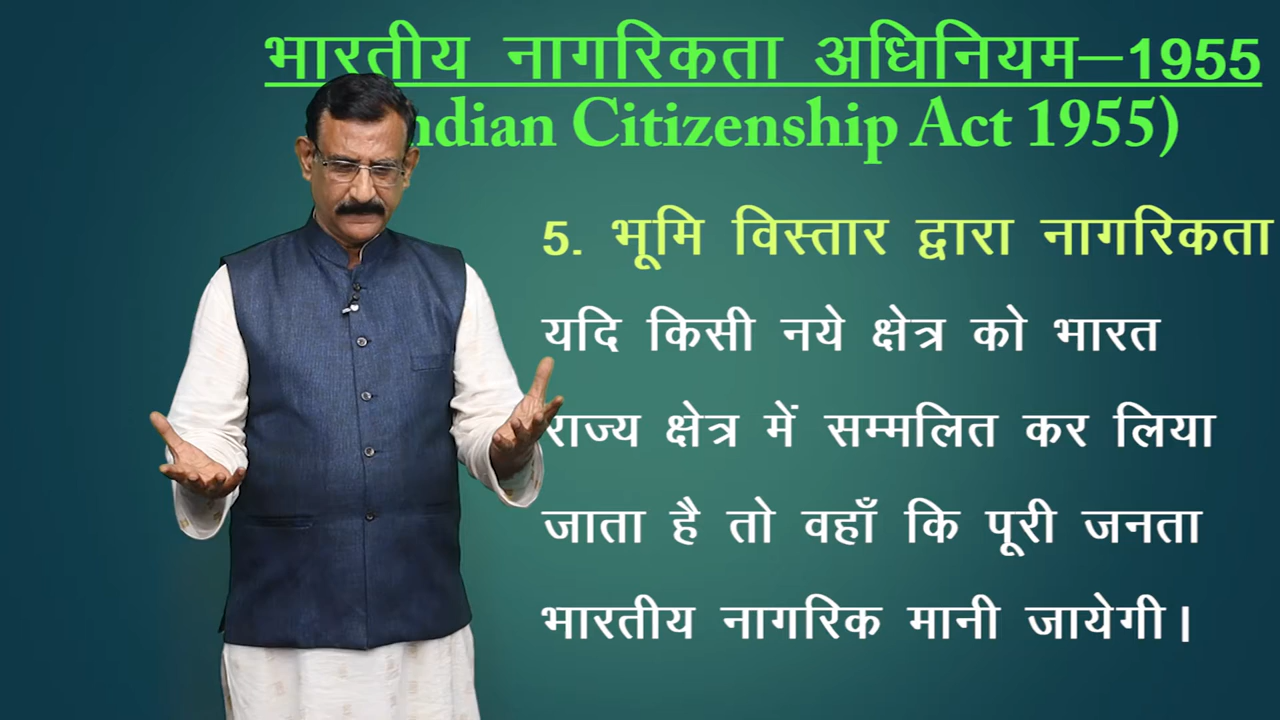 भारतीय नागरिकता अधिनियम–1955
ndian Citizenship Act 1955)
5. भूमि विस्तार द्वारा नागरिकता
यदि किसी नये क्षेत्र को भारत
राज्य क्षेत्र में सम्मलित कर लिया
जाता है तो वहाँ कि पूरी जनता
भारतीय नागरिक मानी जायेगी।